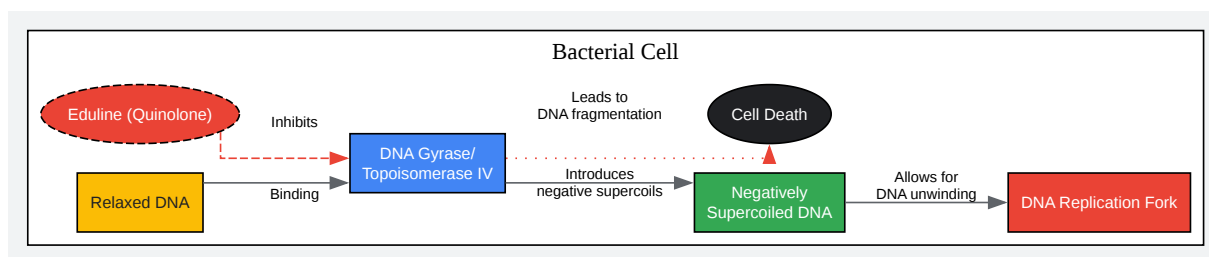 Bacterial Cell
Eduline (Quinolone)
Inhibits
Leads to
DNA fragmentation
Cell Death
DNA Gyrase/
Topoisomerase IV
Relaxed DNA
Binding
Introduces
negative supercoils
Negatively
Supercoiled DNA
Allows for
DNA unwinding
DNA Replication Fork